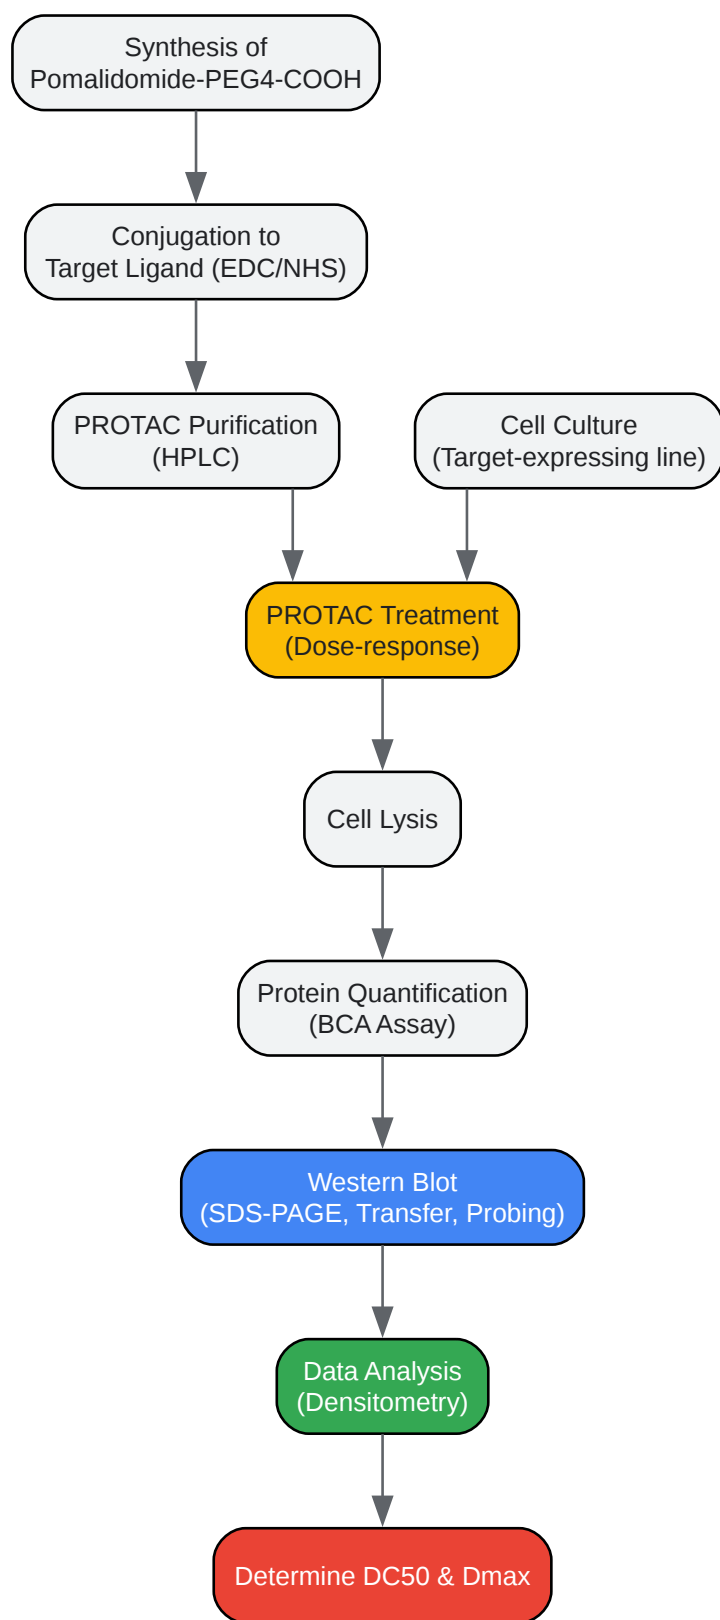 Synthesis of
Pomalidomide-PEG4-COOH
Conjugation to
Target Ligand (EDC/NHS)
PROTAC Purification
(HPLC)
Cell Culture
(Target-expressing line)
PROTAC Treatment
(Dose-response)
Cell Lysis
Protein Quantification
(BCA Assay)
Western Blot
(SDS-PAGE, Transfer, Probing)
Data Analysis
(Densitometry)
Determine DC50 & Dmax